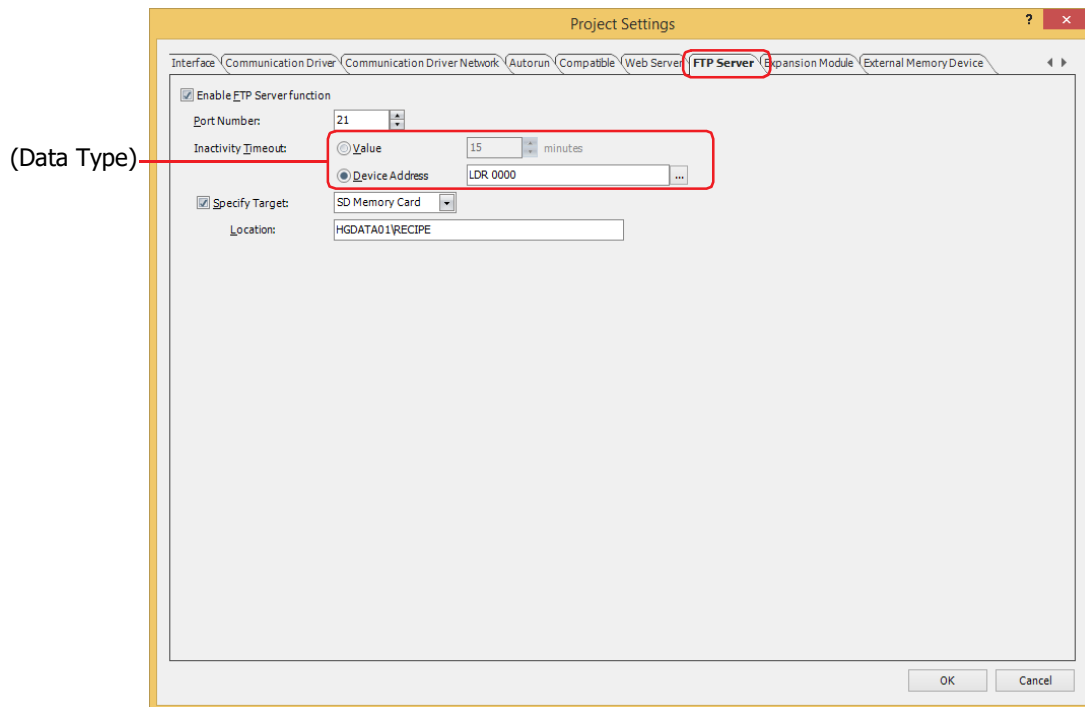 Project Settings
?
Interface Communication Driver Communication Driver Network Autorun Compatible Web Server FTP Server Expansion Module External Memory Device
Enable FTP Server function
Port Number: 21
Inactivity Timeout: Value 15 minutes
(Data Type)
Device Address LDR 0000 ...
Specify Target: SD Memory Card
Location: HGDATA01\RECIPE
OK Cancel